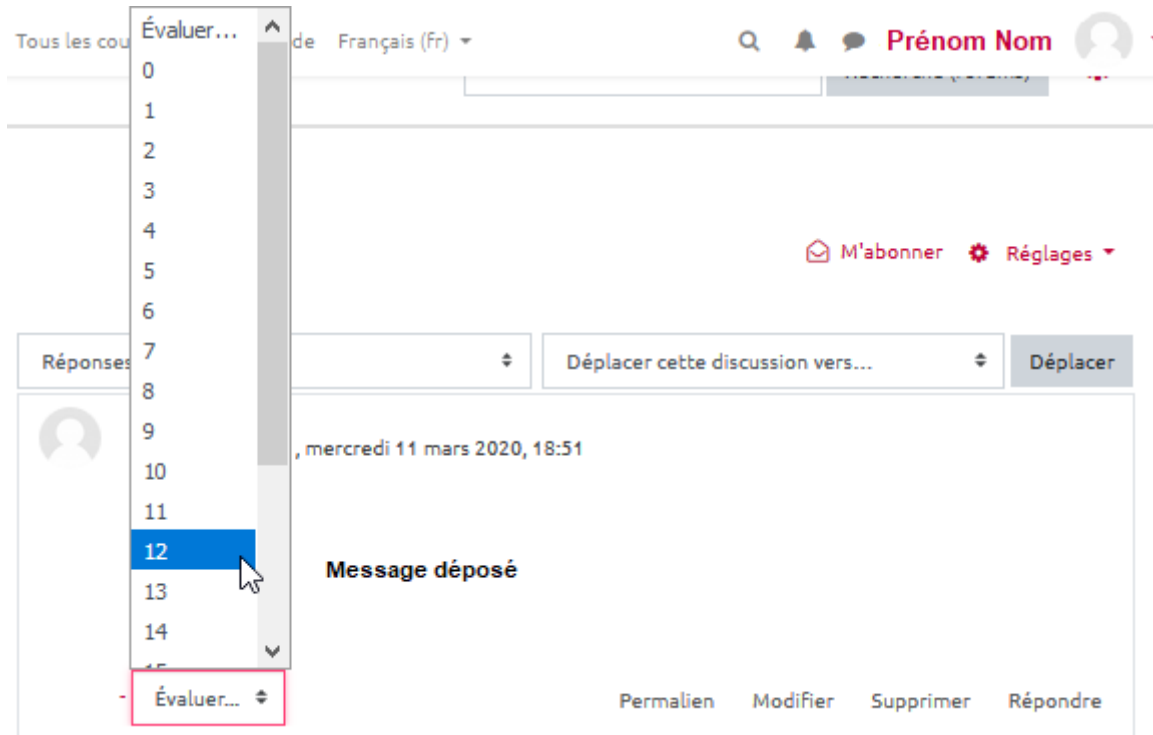 Tous les cou
de Français (fr)
Prénom Nom
M'abonner Réglages
Réponses
Déplacer cette discussion vers...
Déplacer
, mercredi 11 mars 2020, 18:51
Message déposé
Évaluer...
0
1
2
3
4
5
6
7
8
9
10
11
12
13
14
- Évaluer...
Permalien Modifier Supprimer Répondre